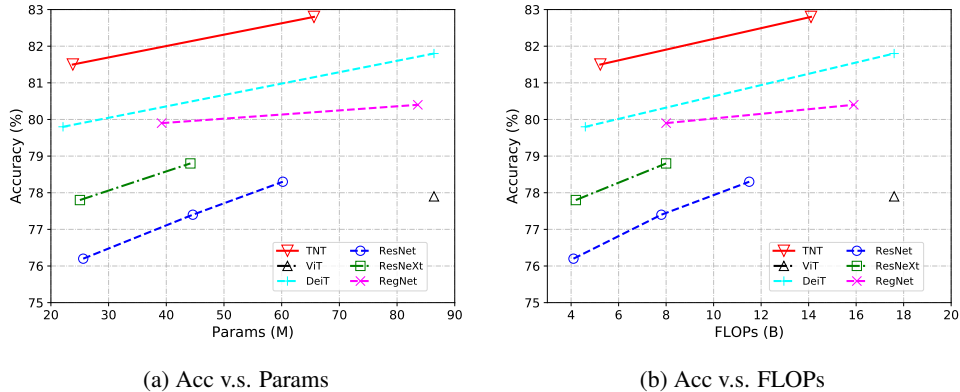 83
82
81
80
79
78
77
76
75
Accuracy (%)
20 30 40 50 60 70 80 90
Params (M)
TNT
ViT
DeiT
ResNet
ResNeXt
RegNet
(a) Acc v.s. Params
83
82
81
80
79
78
77
76
75
Accuracy (%)
4 6 8 10 12 14 16 18 20
FLOPs (B)
TNT
ViT
DeiT
ResNet
ResNeXt
RegNet
(b) Acc v.s. FLOPs